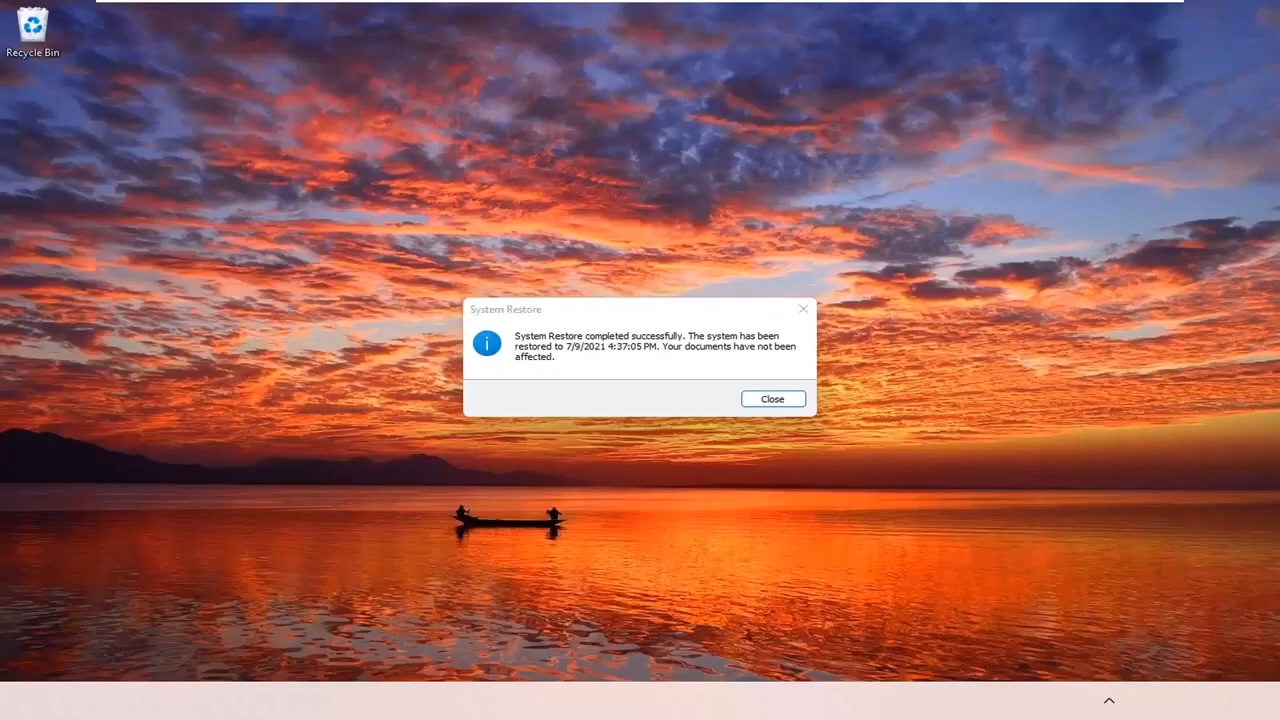 Recycle Bin
System Restore
System Restore completed successfully. The system has been
restored to 7/9/2021 4:37:05 PM. Your documents have not been
affected.
Close